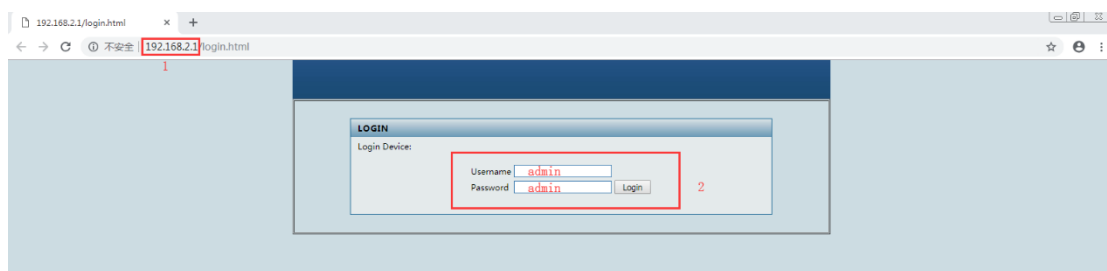 192.168.2.1/login.html
不安全 | 192.168.2.1/login.html
1
LOGIN
Login Device:
Username admin
Password admin Login 2